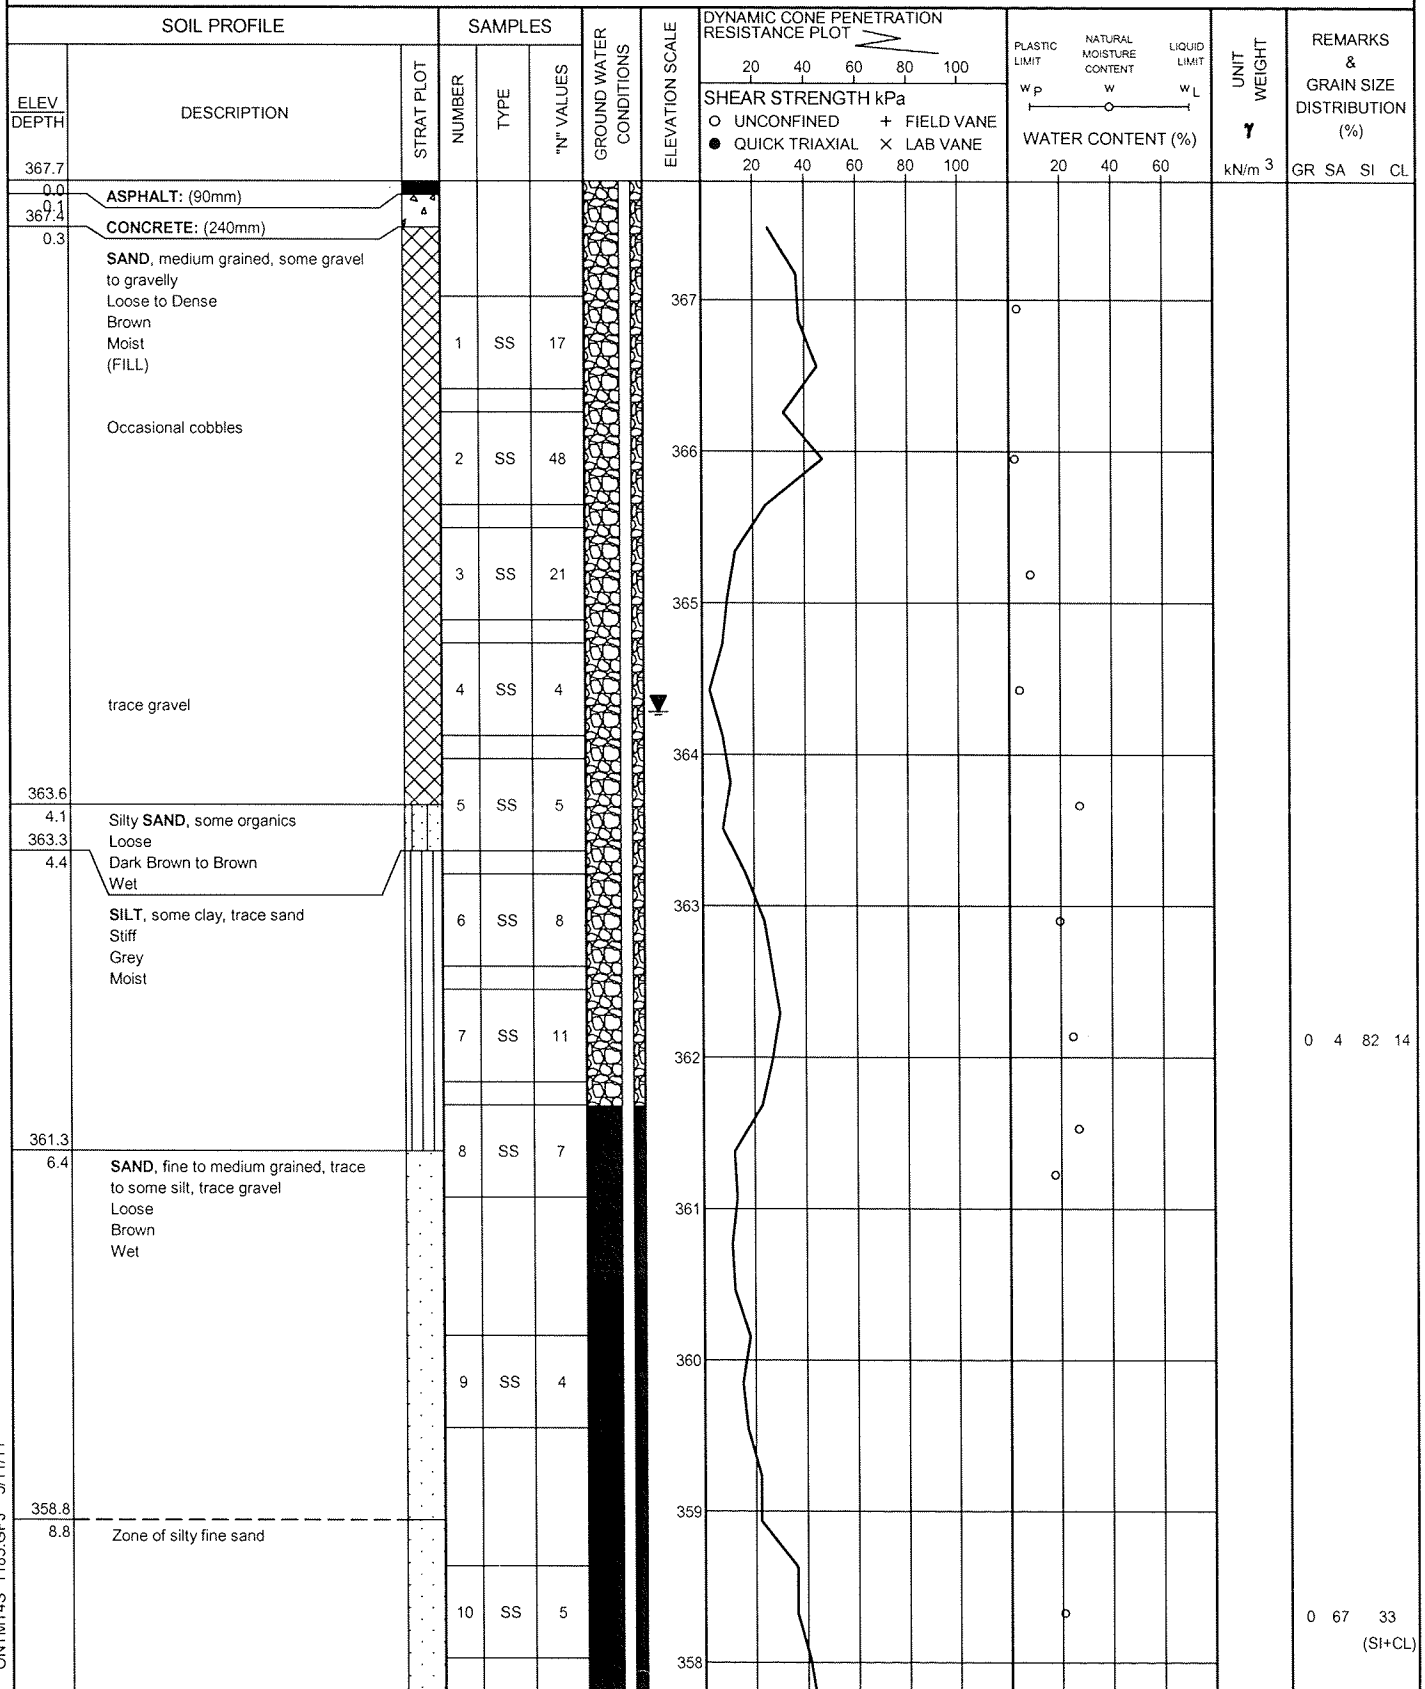 SOIL PROFILE
SAMPLES
GROUND WATER
CONDITIONS
ELEVATION SCALE
DYNAMIC CONE PENETRATION
RESISTANCE PLOT
20 40 60 80 100
PLASTIC
LIMIT
NATURAL
MOISTURE
CONTENT
LIQUID
LIMIT
W P
W
W L
WATER CONTENT (%)
20 40 60
UNIT
WEIGHT
γ
kN/m 3
REMARKS
&
GRAIN SIZE
DISTRIBUTION
(%)
GR SA SI CL
ELEV
DEPTH
DESCRIPTION
STRAT PLOT
NUMBER
TYPE
"N" VALUES
SHEAR STRENGTH kPa
O UNCONFINED + FIELD VANE
● QUICK TRIAXIAL × LAB VANE
20 40 60 80 100
367.7
0.0
0.1
ASPHALT: (90mm)
367.4
0.3
CONCRETE: (240mm)
SAND, medium grained, some gravel
to gravelly
Loose to Dense
Brown
Moist
(FILL)
367
1 SS 17
Occasional cobbles
2 SS 48
366
3 SS 21
365
4 SS 4
trace gravel
364
363.6
4.1
5 SS 5
Silty SAND, some organics
Loose
Dark Brown to Brown
Wet
363.3
4.4
SILT, some clay, trace sand
Stiff
Grey
Moist
363
6 SS 8
7 SS 11
0 4 82 14
362
361.3
6.4
8 SS 7
SAND, fine to medium grained, trace
to some silt, trace gravel
Loose
Brown
Wet
361
360
9 SS 4
359
358.8
8.8
Zone of silty fine sand
10 SS 5
0 67 33
(SI+CL)
358